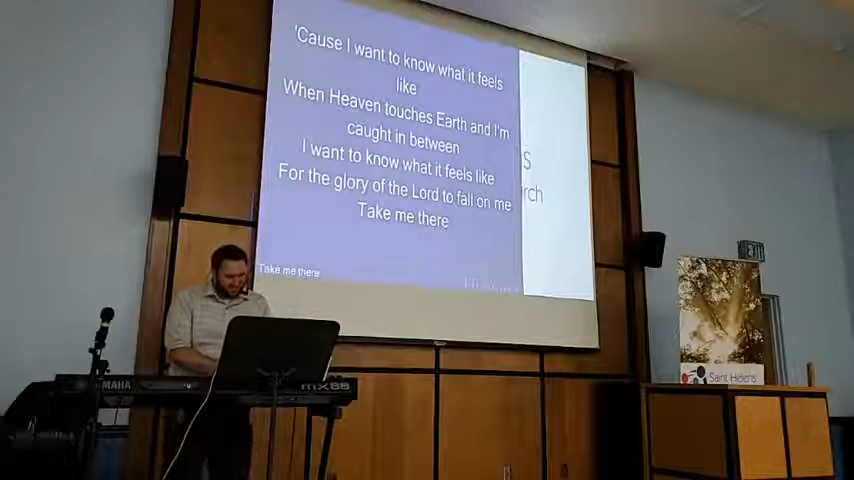 'Cause I want to know what it feels
like
When Heaven touches Earth and I'm
caught in between
I want to know what it feels like
For the glory of the Lord to fall on me
Take me there
Take me there
S
rch
EXIT
Saint Helens
YAMAHA
mx88